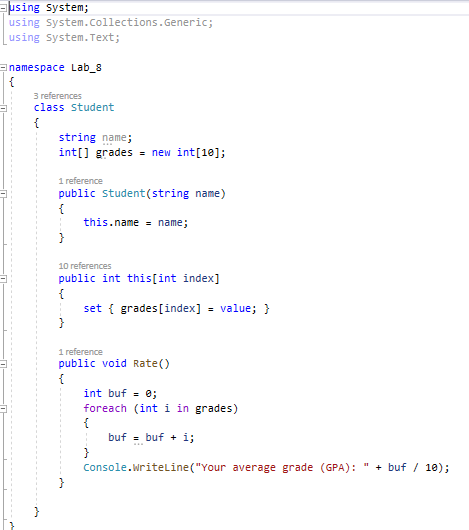 using System;
using System.Collections.Generic;
using System.Text;
namespace Lab_8
{
3 references
class Student
{
string name;
int[] grades = new int[10];
1 reference
public Student(string name)
{
this.name = name;
}
10 references
public int this[int index]
{
set { grades[index] = value; }
}
1 reference
public void Rate()
{
int buf = 0;
foreach (int i in grades)
{
buf = buf + i;
}
Console.WriteLine("Your average grade (GPA): " + buf / 10);
}
}
}